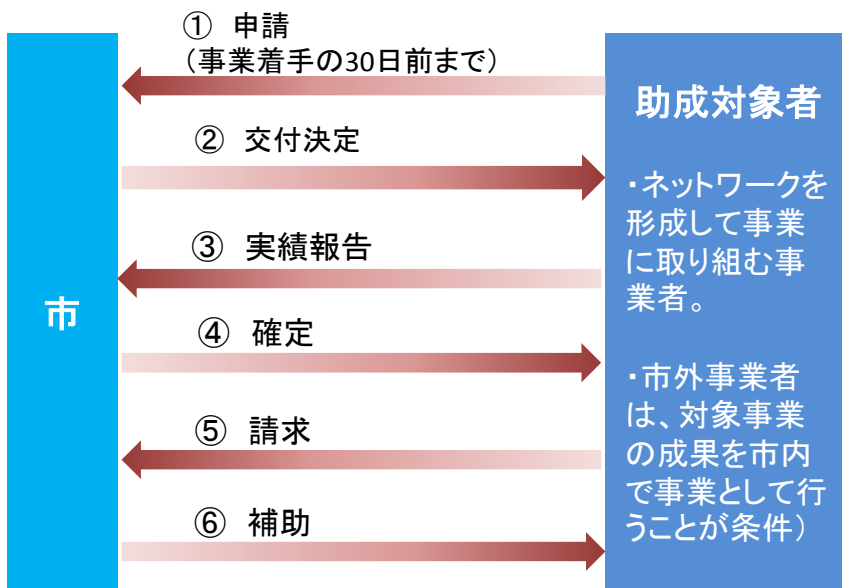 ① 申請
（事業着手の30日前まで）
② 交付決定
③ 実績報告
④ 確定
⑤ 請求
⑥ 補助
市
助成対象者
・ネットワークを
形成して事業
に取り組む事
業者。
・市外事業者
は、対象事業
の成果を市内
で事業として行
うことが条件）